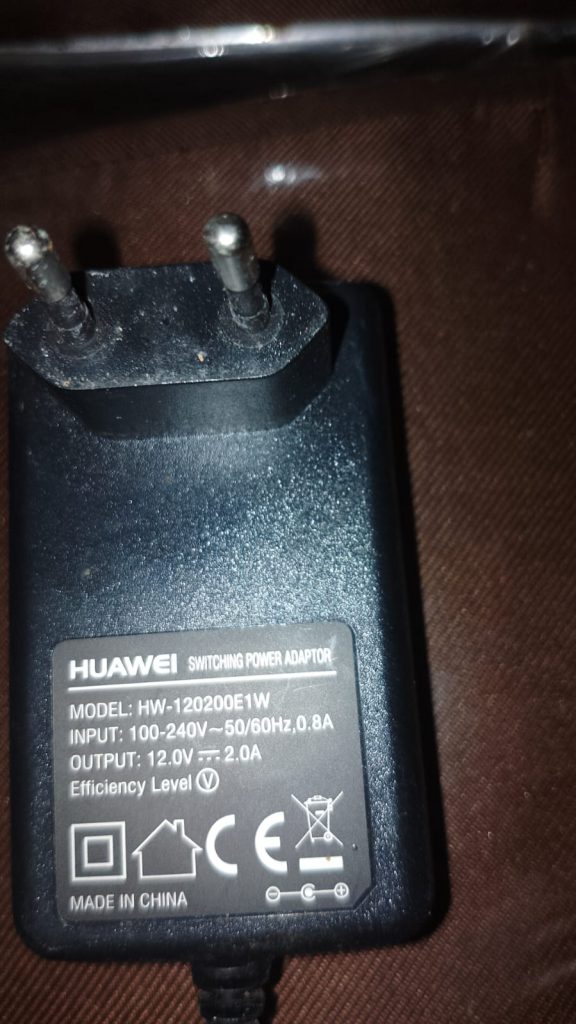 HUAWEI SWITCHING POWER ADAPTOR
MODEL: HW-120200E1W
INPUT: 100-240V~50/60Hz,0.8A
OUTPUT: 12.0V⎓2.0A
Efficiency Level Ⓥ
CE
MADE IN CHINA